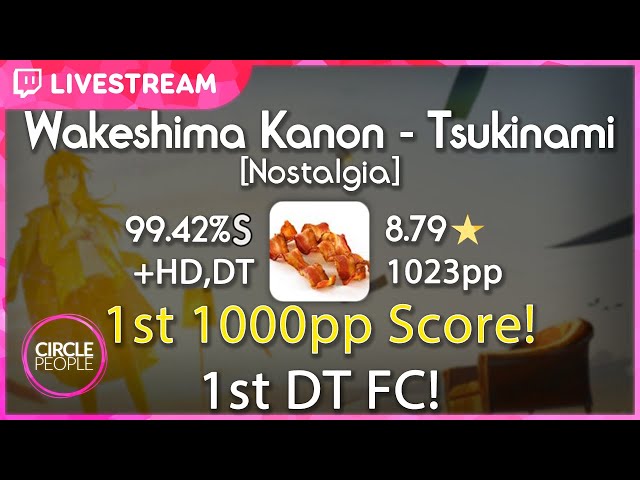 LIVESTREAM
Wakeshima Kanon - Tsukinami
[Nostalgia]
99.42%S 8.79★
+HD,DT 1023pp
1st 1000pp Score!
CIRCLE
PEOPLE
1st DT FC!